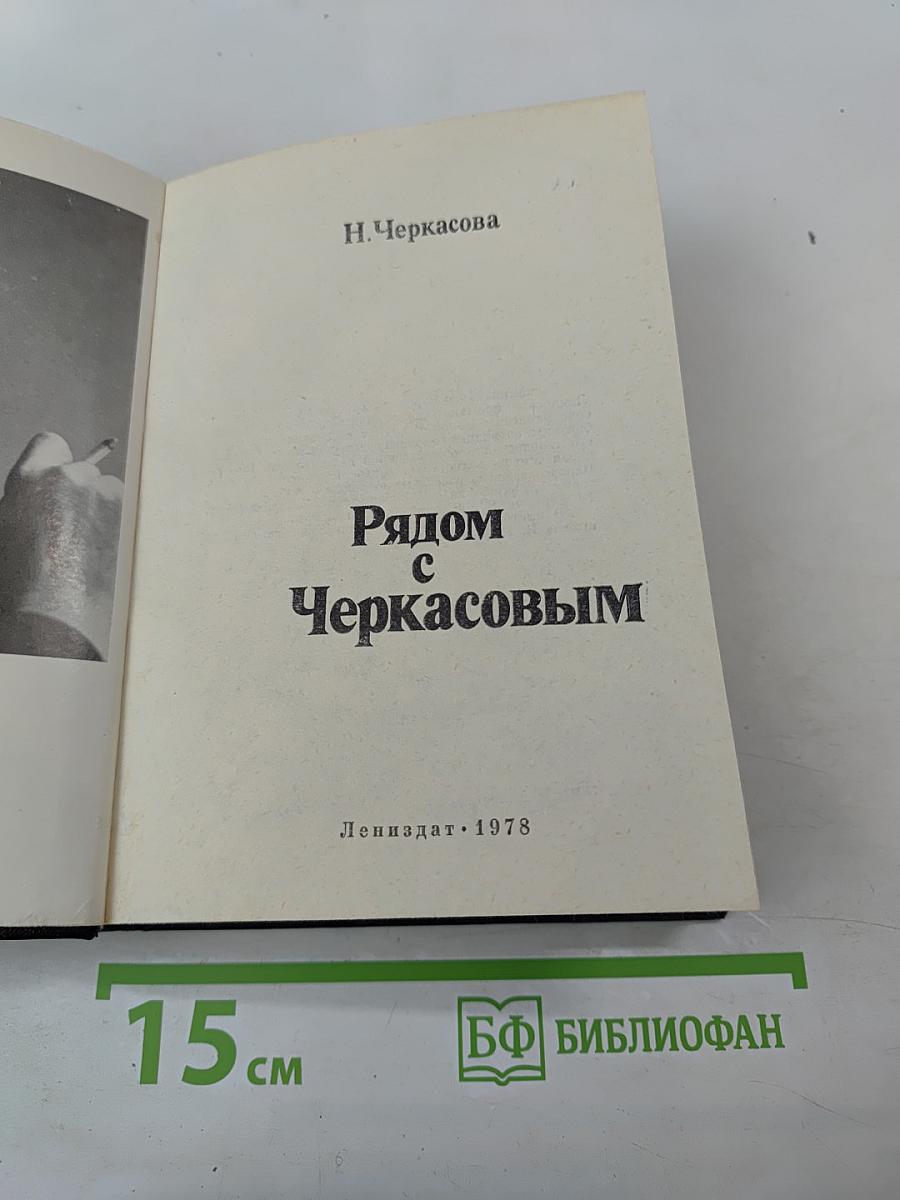 Н. Черкасова
Рядом
с
Черкасовым
Лениздат • 1978
15 см
БФ БИБЛИОФАН